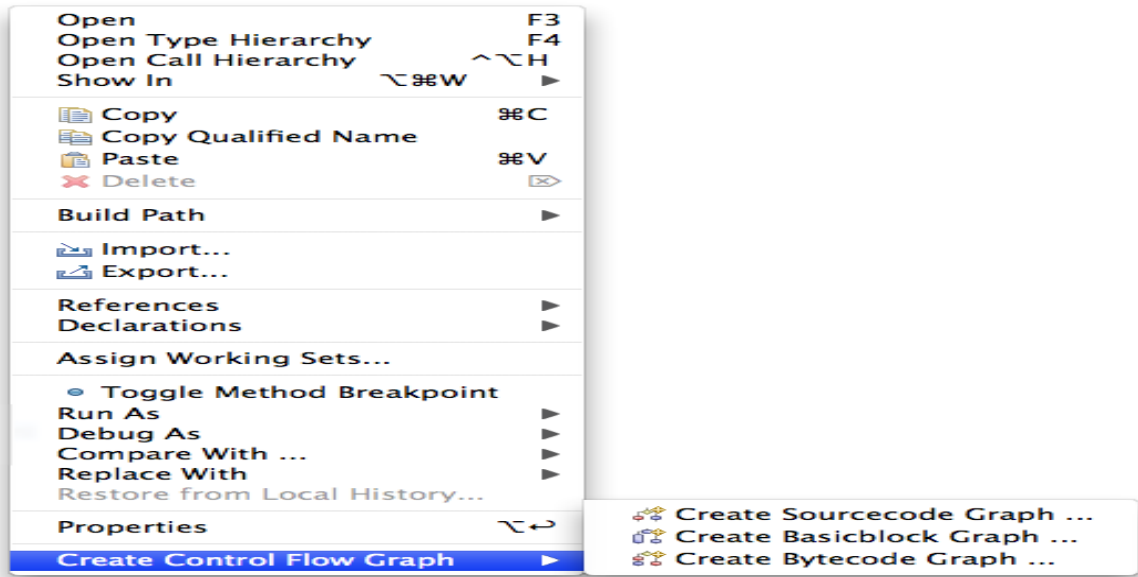 Open F3
Open Type Hierarchy F4
Open Call Hierarchy ^⌥H
Show In ⌥⌘W
Copy ⌘C
Copy Qualified Name
Paste ⌘V
Delete ⌦
Build Path
Import...
Export...
References
Declarations
Assign Working Sets...
Toggle Method Breakpoint
Run As
Debug As
Compare With ...
Replace With
Restore from Local History...
Properties ⌥↩
Create Control Flow Graph
Create Sourcecode Graph ...
Create Basicblock Graph ...
Create Bytecode Graph ...